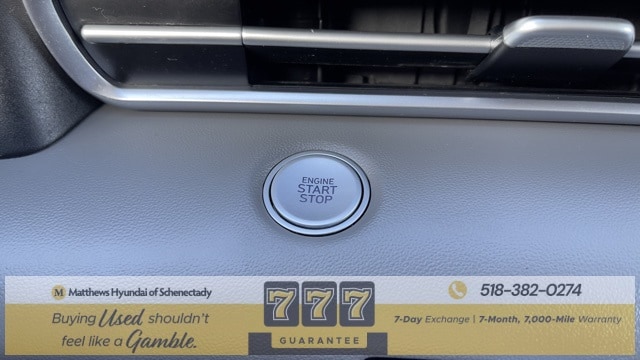 ENGINE
START
STOP
M Matthews Hyundai of Schenectady
Buying Used shouldn't
feel like a Gamble.
777
GUARANTEE
518-382-0274
7-Day Exchange | 7-Month, 7,000-Mile Warranty